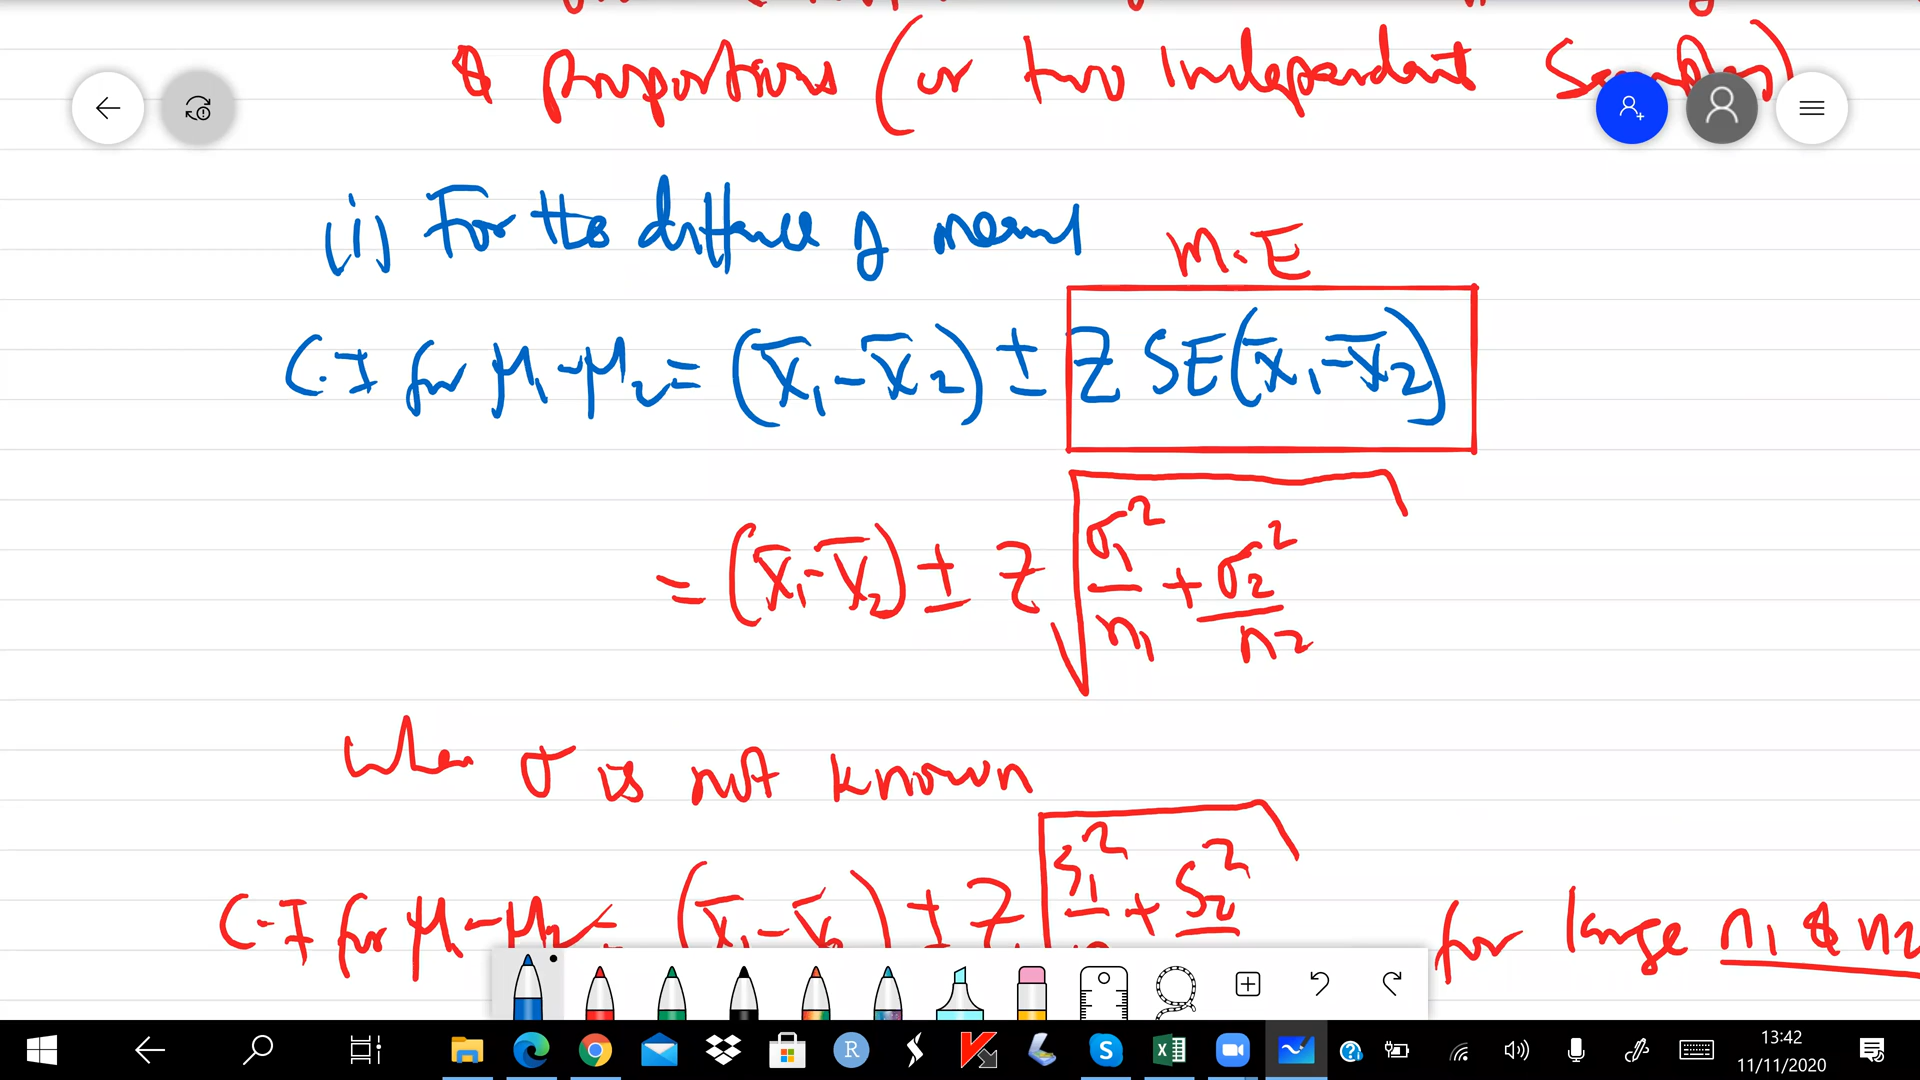 & proportions (or two Independent Samples)
(i) For the difference of means
M.E
C.I for μ₁-μ₂ = (x̄₁-x̄₂) ± Z SE(x̄₁-x̄₂)
= (x̄₁-x̄₂) ± Z √(σ₁²/n₁ + σ₂²/n₂)
When σ is not known
C.I for μ₁-μ₂ = (x̄₁-x̄₂) ± Z √(S₁² + S₂²
for large n₁ & n₂
13:42
11/11/2020